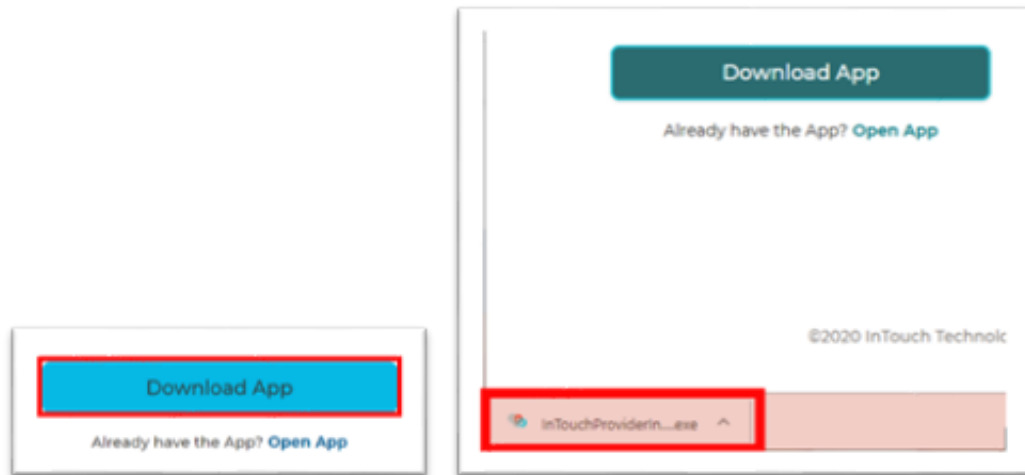 Download App
Already have the App? Open App
Download App
Already have the App? Open App
©2020 InTouch Technolo
InTouchProviderIn....exe